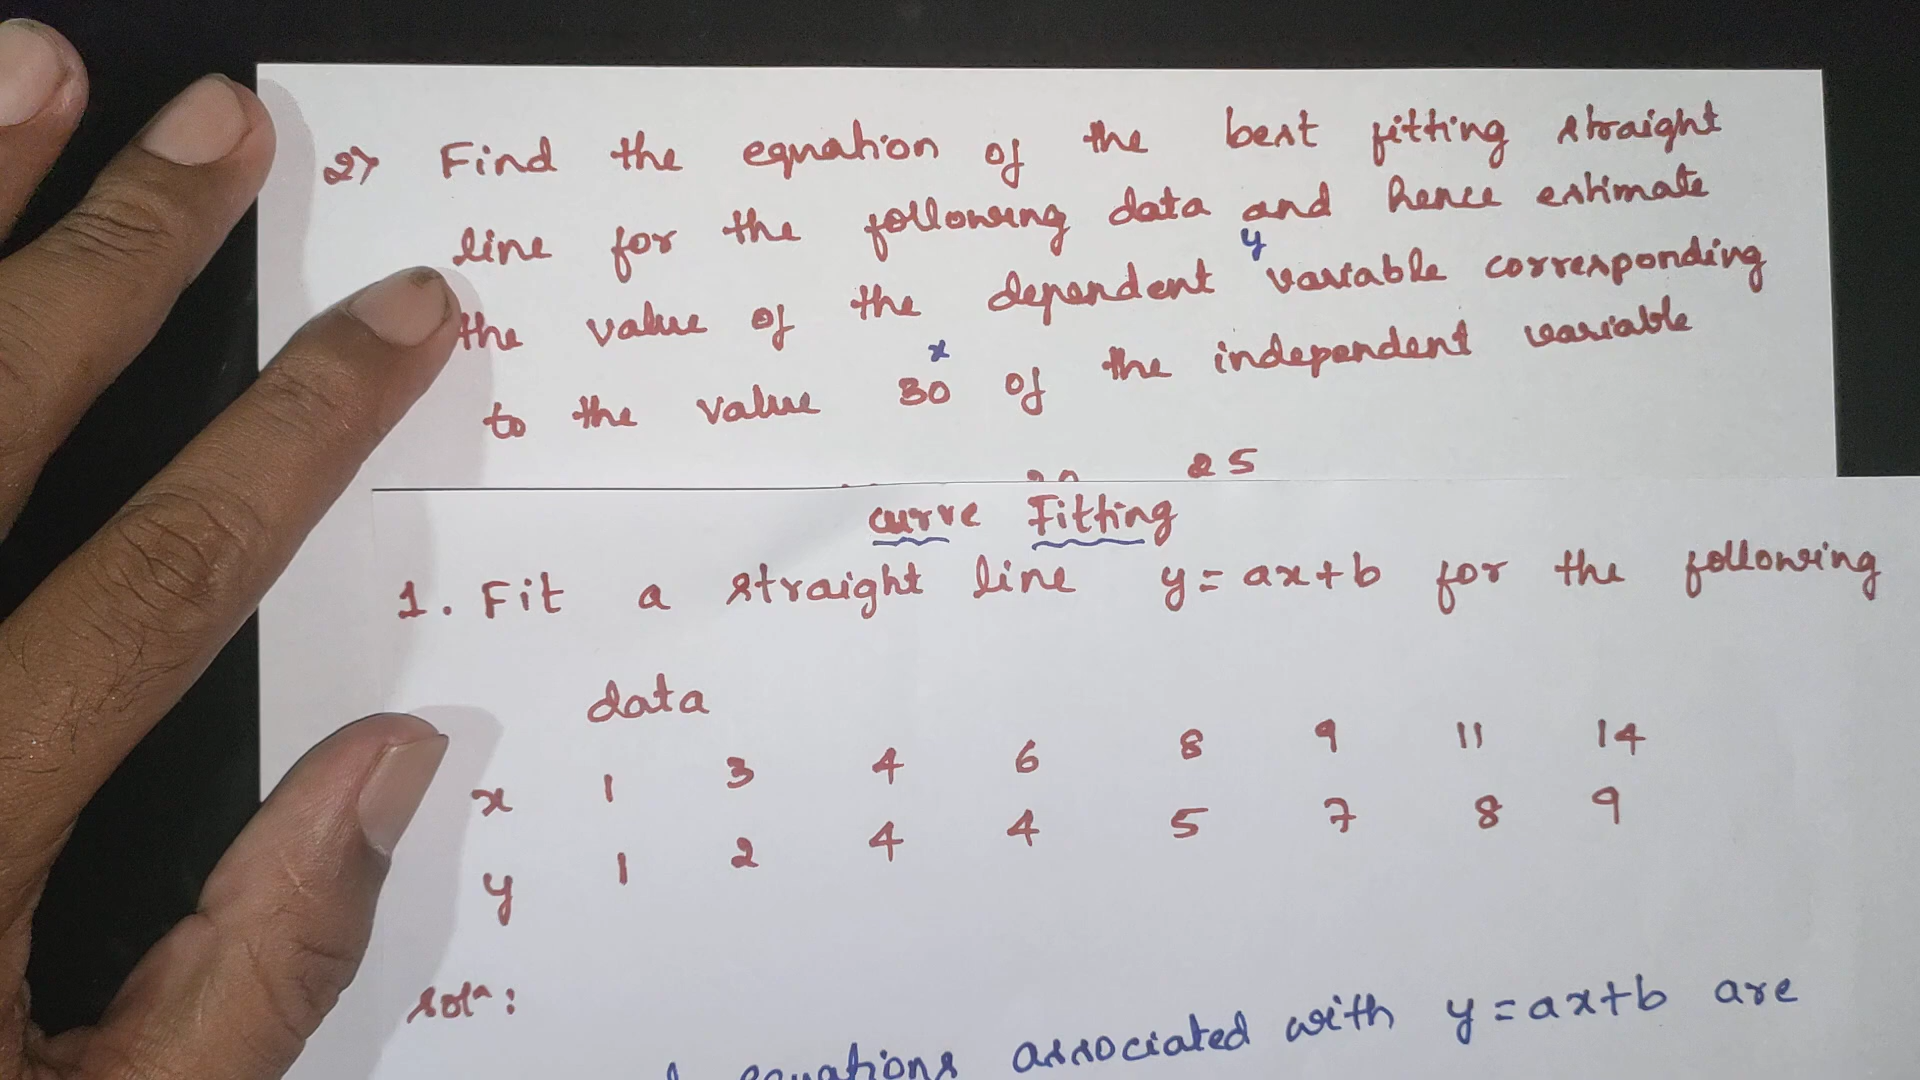 2) Find the equation of the best fitting straight
line for the following data and hence estimate
y
the value of the dependent variable corresponding
x
to the value 30 of the independent variable
25
Curve Fitting
1. Fit a straight line y = ax+b for the following
data
x 1 3 4 6 8 9 11 14
y 1 2 4 4 5 7 8 9
soln:
equations associated with y = ax+b are